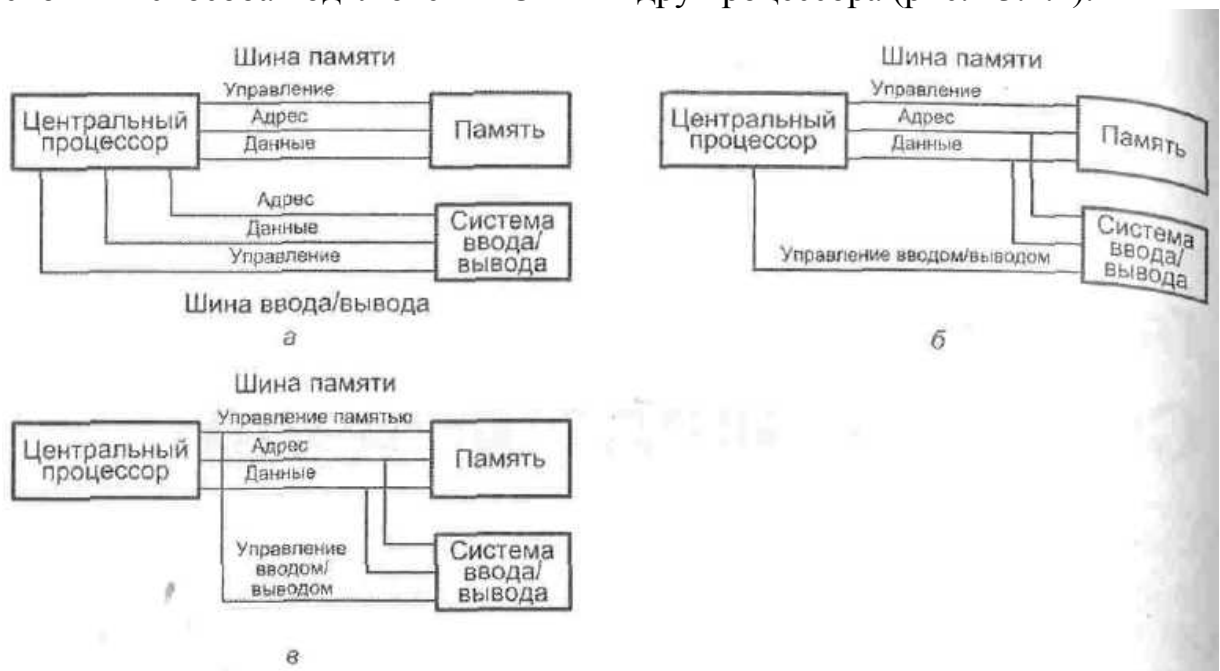 Шина памяти
Управление
Адрес
Данные
Центральный
процессор
Память
Адрес
Данные
Управление
Система
ввода/
вывода
Шина ввода/вывода
а
Шина памяти
Управление
Адрес
Данные
Центральный
процессор
Память
Управление вводом/выводом
Система
ввода/
вывода
б
Шина памяти
Управление памятью
Адрес
Данные
Центральный
процессор
Память
Управление
вводом/
выводом
Система
ввода/
вывода
в